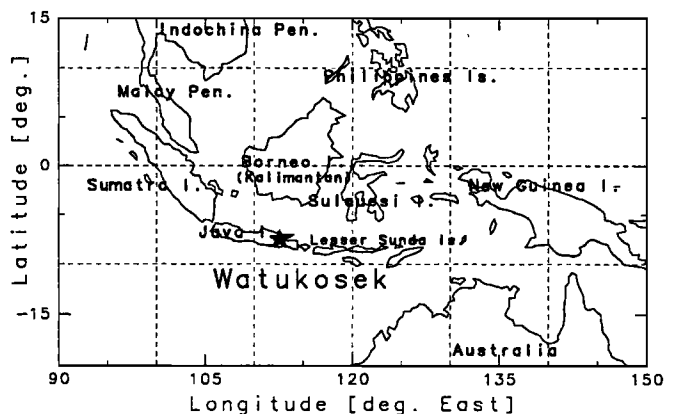 15
Indochina Pen.
Philippines Is.
Malay Pen.
Latitude [deg.]
0
Borneo
(Kalimantan)
Sumatra I.
New Guinea I.
Sulawesi I.
Java I.
Lesser Sunda Is.
Watukosek
-15
Australia
90
105
120
135
150
Longitude [deg. East]